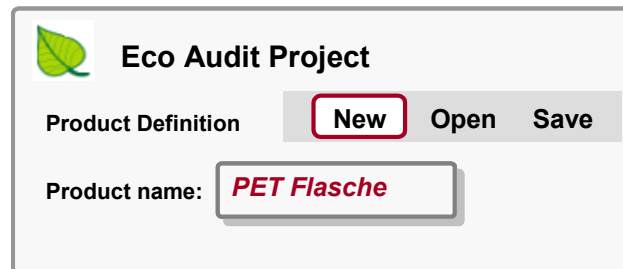 Eco Audit Project
Product Definition New Open Save
Product name: PET Flasche